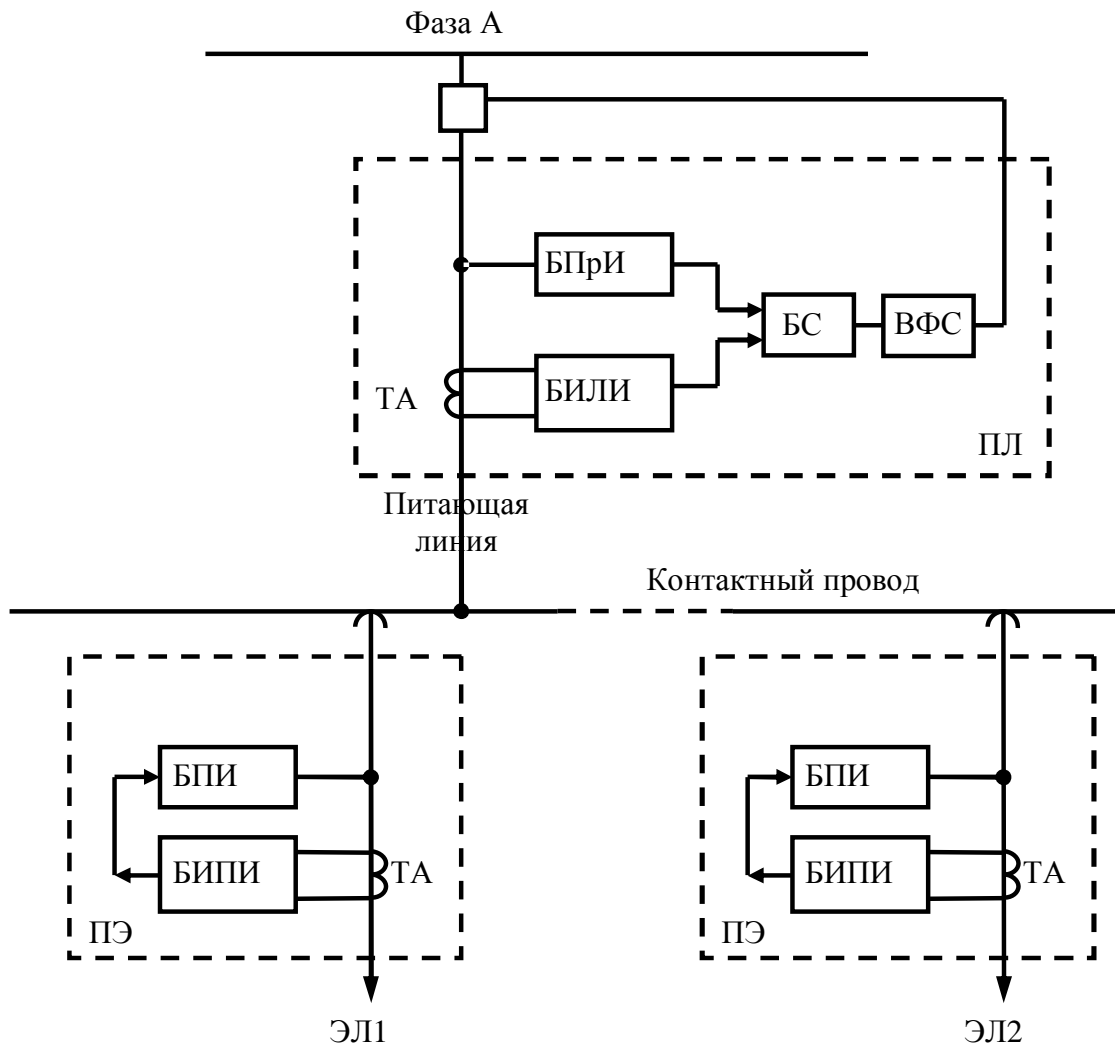 Фаза А
БПрИ
БС
ВФС
ТА
БИЛИ
ПЛ
Питающая
линия
Контактный провод
БПИ
БИПИ
ТА
ПЭ
ЭЛ1
БПИ
БИПИ
ТА
ПЭ
ЭЛ2